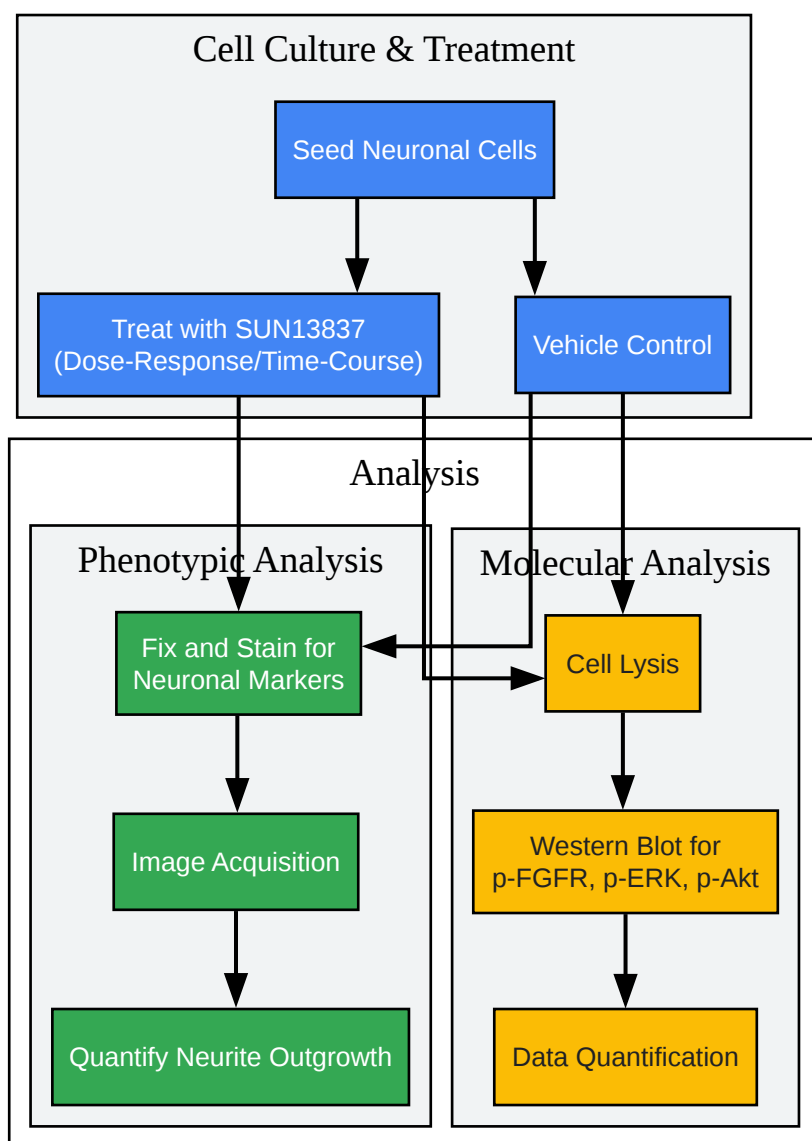 Cell Culture & Treatment
Seed Neuronal Cells
Treat with SUN13837
(Dose-Response/Time-Course)
Vehicle Control
Analysis
Phenotypic Analysis
Molecular Analysis
Fix and Stain for
Neuronal Markers
Cell Lysis
Image Acquisition
Western Blot for
p-FGFR, p-ERK, p-Akt
Quantify Neurite Outgrowth
Data Quantification